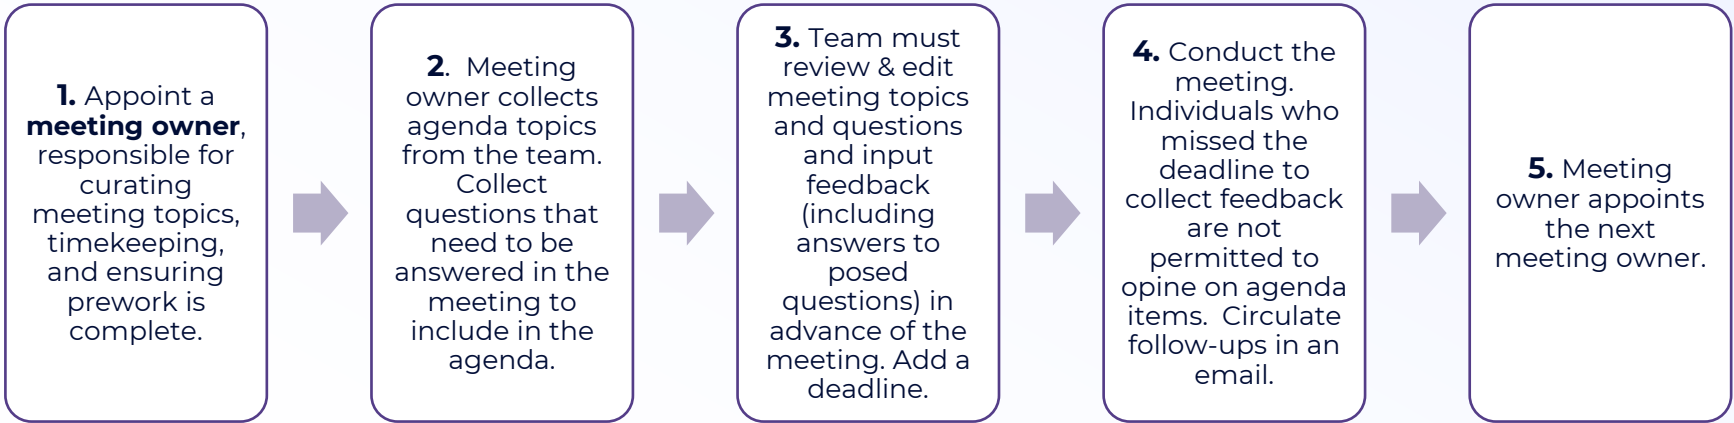 1. Appoint a
meeting owner,
responsible for
curating
meeting topics,
timekeeping,
and ensuring
prework is
complete.
2.  Meeting
owner collects
agenda topics
from the team.
Collect
questions that
need to be
answered in the
meeting to
include in the
agenda.
3. Team must
review & edit
meeting topics
and questions
and input
feedback
(including
answers to
posed
questions) in
advance of the
meeting. Add a
deadline.
4. Conduct the
meeting.
Individuals who
missed the
deadline to
collect feedback
are not
permitted to
opine on agenda
items.  Circulate
follow-ups in an
email.
5. Meeting
owner appoints
the next
meeting owner.